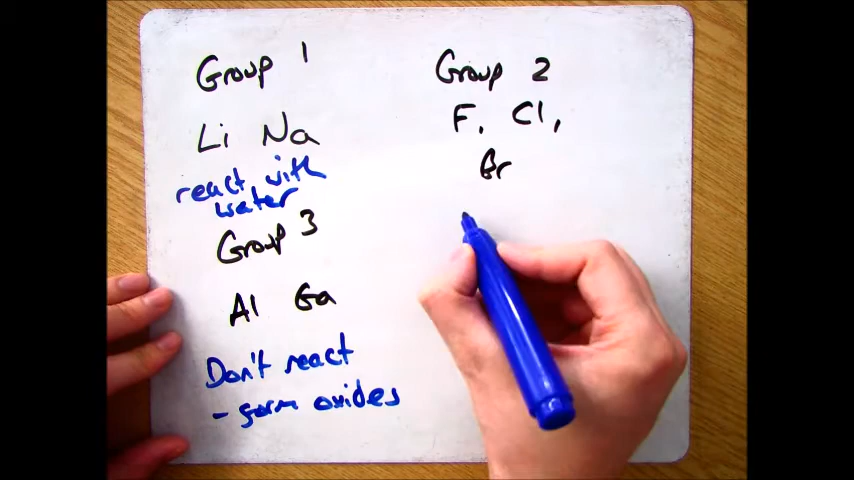 Group 1
Li Na
react with
water
Group 3
Al Ga
Don't react
- form oxides
Group 2
F, Cl,
Br